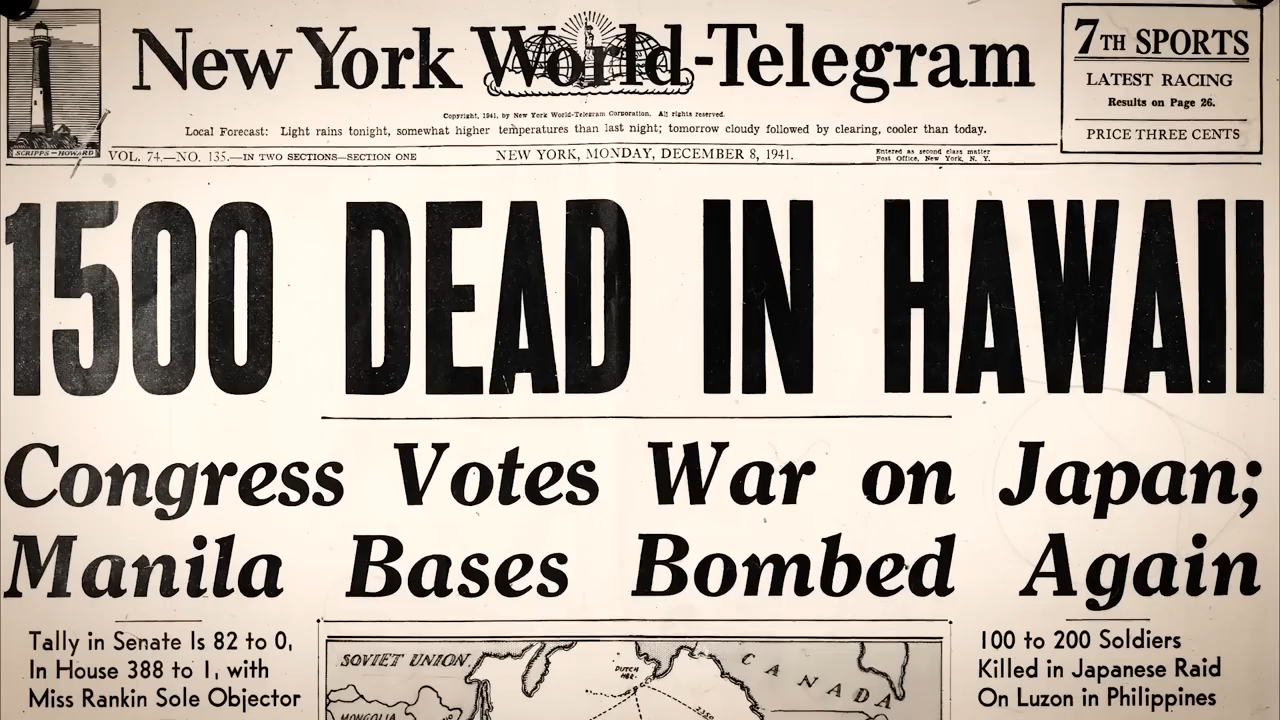 New York World-Telegram
7TH SPORTS
LATEST RACING
Results on Page 26.
PRICE THREE CENTS
SCRIPPS-HOWARD
Copyright, 1941, by New York World-Telegram Corporation. All rights reserved.
Local Forecast: Light rains tonight, somewhat higher temperatures than last night; tomorrow cloudy followed by clearing, cooler than today.
VOL. 74.—NO. 135.—IN TWO SECTIONS—SECTION ONE
NEW YORK, MONDAY, DECEMBER 8, 1941.
Entered as second class matter
Post Office, New York, N. Y.
1500 DEAD IN HAWAII
Congress Votes War on Japan;
Manila Bases Bombed Again
Tally in Senate Is 82 to 0,
In House 388 to 1, with
Miss Rankin Sole Objector
SOVIET UNION
MONGOLIA
DUTCH
CANADA
2350
100 to 200 Soldiers
Killed in Japanese Raid
On Luzon in Philippines